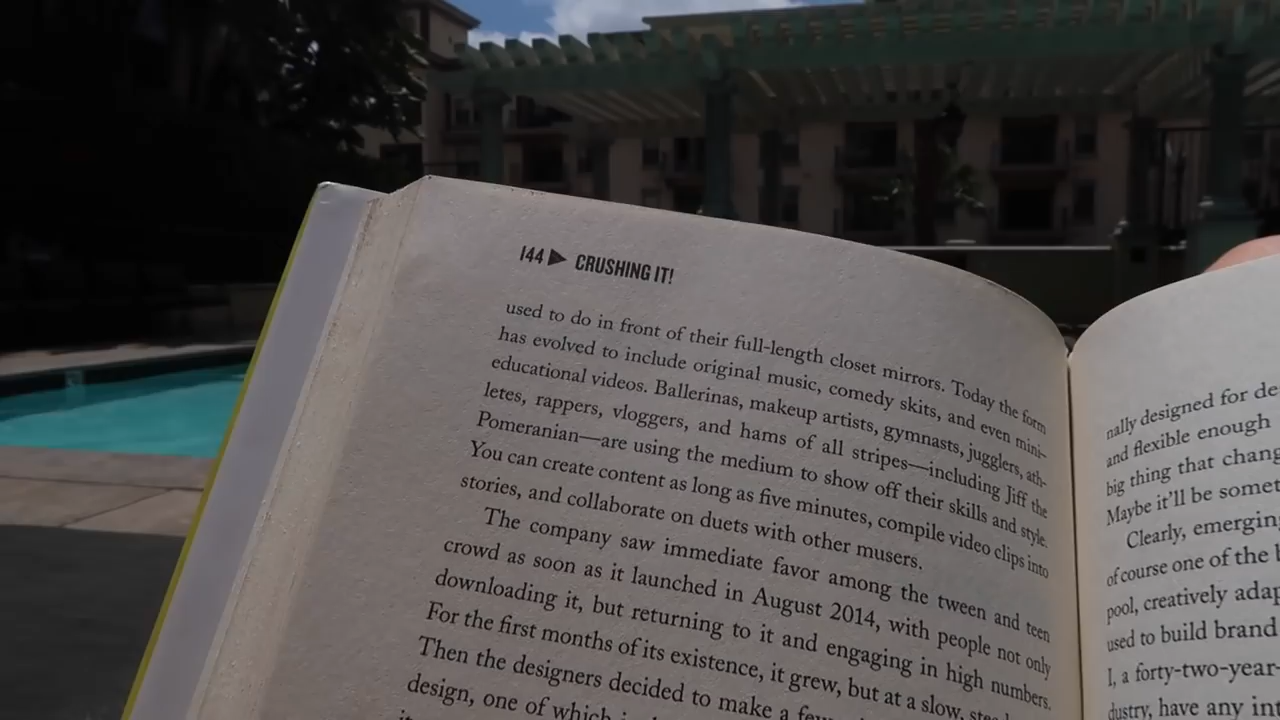 144 ▶ CRUSHING IT!
used to do in front of their full-length closet mirrors. Today the form
has evolved to include original music, comedy skits, and even mini-
educational videos. Ballerinas, makeup artists, gymnasts, jugglers, ath-
letes, rappers, vloggers, and hams of all stripes—including Jiff the
Pomeranian—are using the medium to show off their skills and style.
You can create content as long as five minutes, compile video clips into
stories, and collaborate on duets with other musers.
The company saw immediate favor among the tween and teen
crowd as soon as it launched in August 2014, with people not only
downloading it, but returning to it and engaging in high numbers.
For the first months of its existence, it grew, but at a slow,
Then the designers decided to make a few
design, one of which
nally designed for de
and flexible enough
big thing that chang
Maybe it'll be somet
Clearly, emerging
of course one of the
pool, creatively adap
used to build brand
I, a forty-two-year-
dustry, have any int